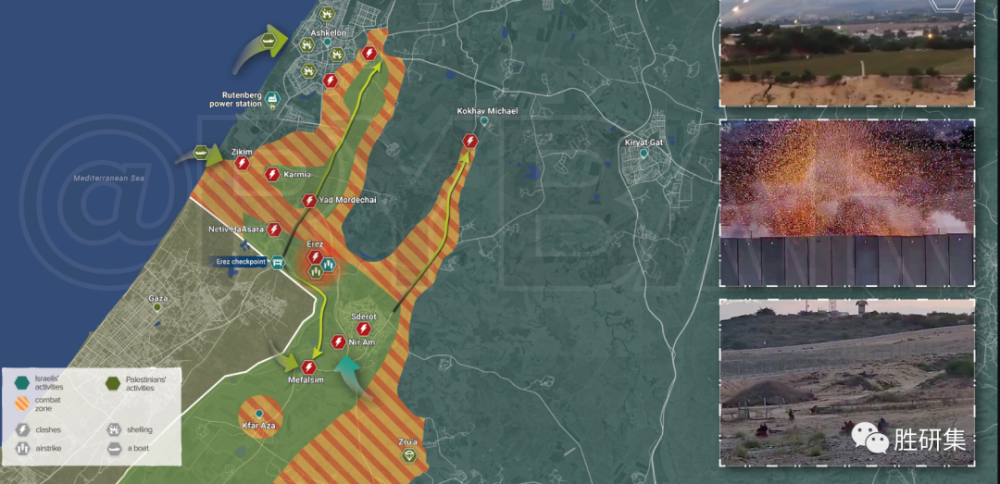 Ashkelon
Rutenberg
power station
Kokhav Michael
Kiryat Gat
Zikim
Karmia
Mediterranean Sea
Yad Mordechai
Netiv HaAsara
Erez
Erez checkpoint
Gaza
Sderot
Nir Am
Mefalsim
Kfar Aza
Israelis'
activities
Palestinians'
activities
combat
zone
clashes
shelling
airstrike
a boat
胜研集